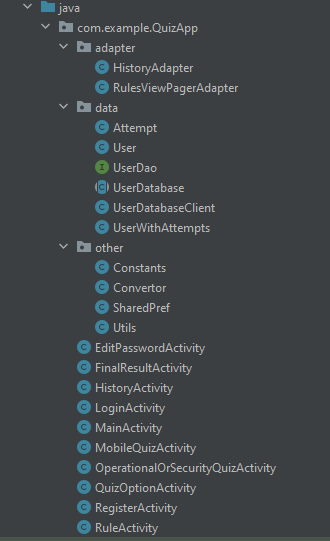 java
com.example.QuizApp
adapter
HistoryAdapter
RulesViewPagerAdapter
data
Attempt
User
UserDao
UserDatabase
UserDatabaseClient
UserWithAttempts
other
Constants
Convertor
SharedPref
Utils
EditPasswordActivity
FinalResultActivity
HistoryActivity
LoginActivity
MainActivity
MobileQuizActivity
OperationalOrSecurityQuizActivity
QuizOptionActivity
RegisterActivity
RuleActivity